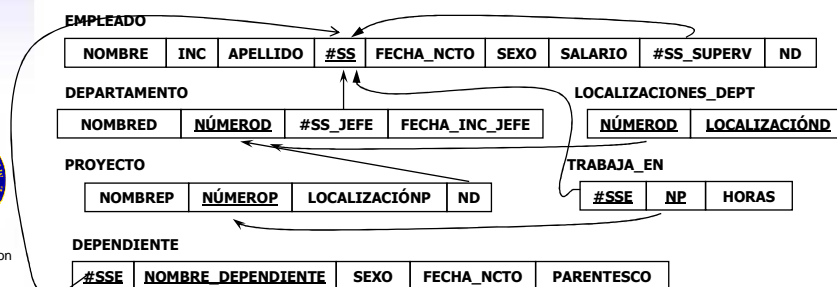 EMPLEADO
NOMBRE INC APELLIDO #SS FECHA_NCTO SEXO SALARIO #SS_SUPERV ND
DEPARTAMENTO LOCALIZACIONES_DEPT
NOMBRED NÚMEROD #SS_JEFE FECHA_INC_JEFE NÚMEROD LOCALIZACIÓND
PROYECTO TRABAJA_EN
NOMBREP NÚMEROP LOCALIZACIÓNP ND #SSE NP HORAS
DEPENDIENTE
on
#SSE NOMBRE_DEPENDIENTE SEXO FECHA_NCTO PARENTESCO